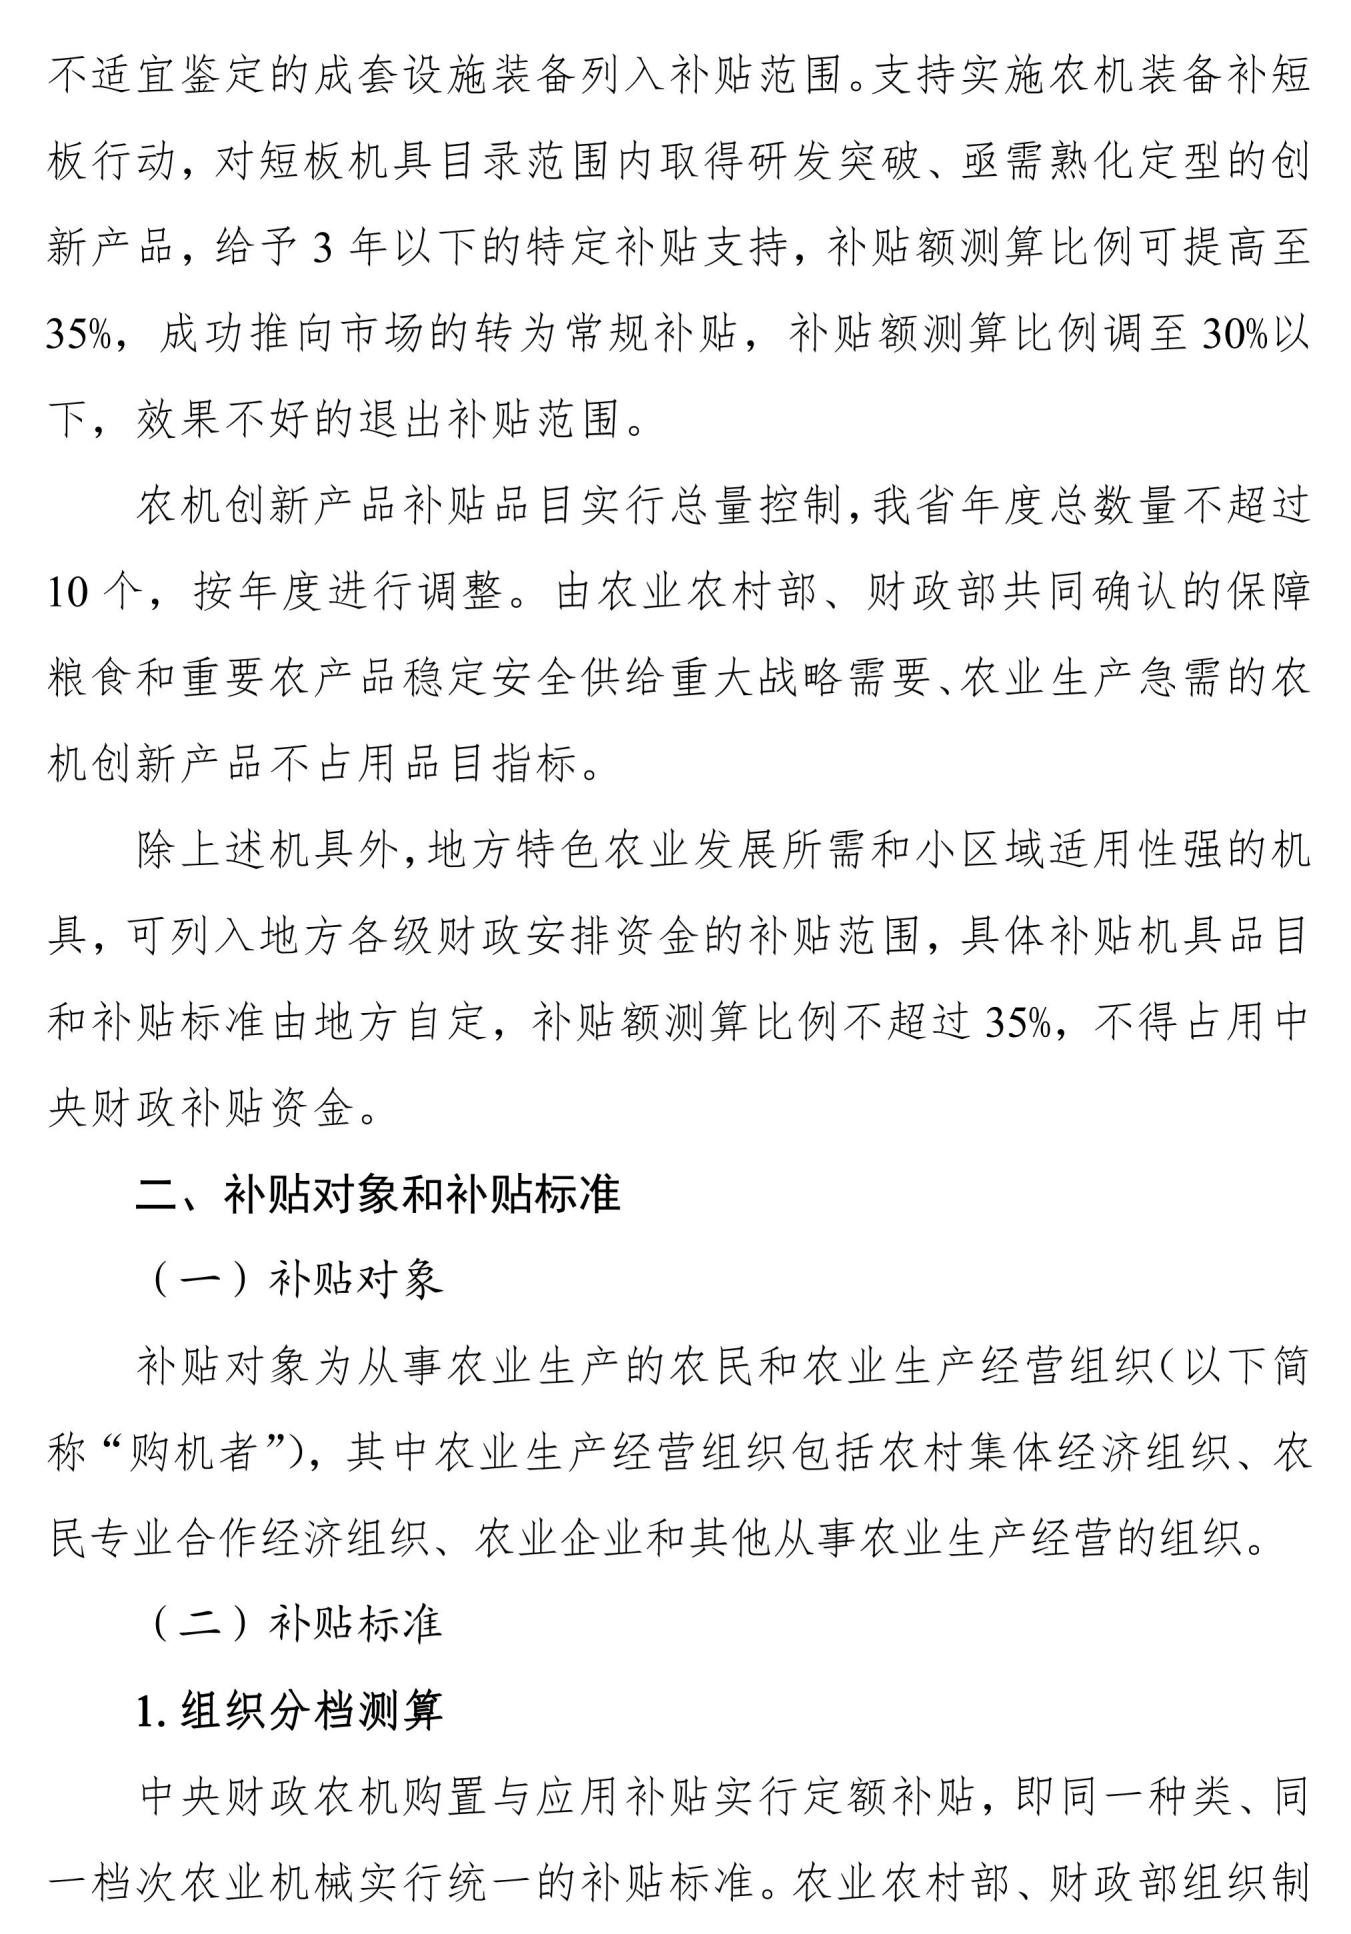 不适宜鉴定的成套设施装备列入补贴范围。支持实施农机装备补短
板行动，对短板机具目录范围内取得研发突破、亟需熟化定型的创
新产品，给予 3 年以下的特定补贴支持，补贴额测算比例可提高至
35%，成功推向市场的转为常规补贴，补贴额测算比例调至 30%以
下，效果不好的退出补贴范围。
农机创新产品补贴品目实行总量控制，我省年度总数量不超过
10 个，按年度进行调整。由农业农村部、财政部共同确认的保障
粮食和重要农产品稳定安全供给重大战略需要、农业生产急需的农
机创新产品不占用品目指标。
除上述机具外，地方特色农业发展所需和小区域适用性强的机
具，可列入地方各级财政安排资金的补贴范围，具体补贴机具品目
和补贴标准由地方自定，补贴额测算比例不超过 35%，不得占用中
央财政补贴资金。
二、补贴对象和补贴标准
（一）补贴对象
补贴对象为从事农业生产的农民和农业生产经营组织（以下简
称“购机者”），其中农业生产经营组织包括农村集体经济组织、农
民专业合作经济组织、农业企业和其他从事农业生产经营的组织。
（二）补贴标准
1.组织分档测算
中央财政农机购置与应用补贴实行定额补贴，即同一种类、同
一档次农业机械实行统一的补贴标准。农业农村部、财政部组织制